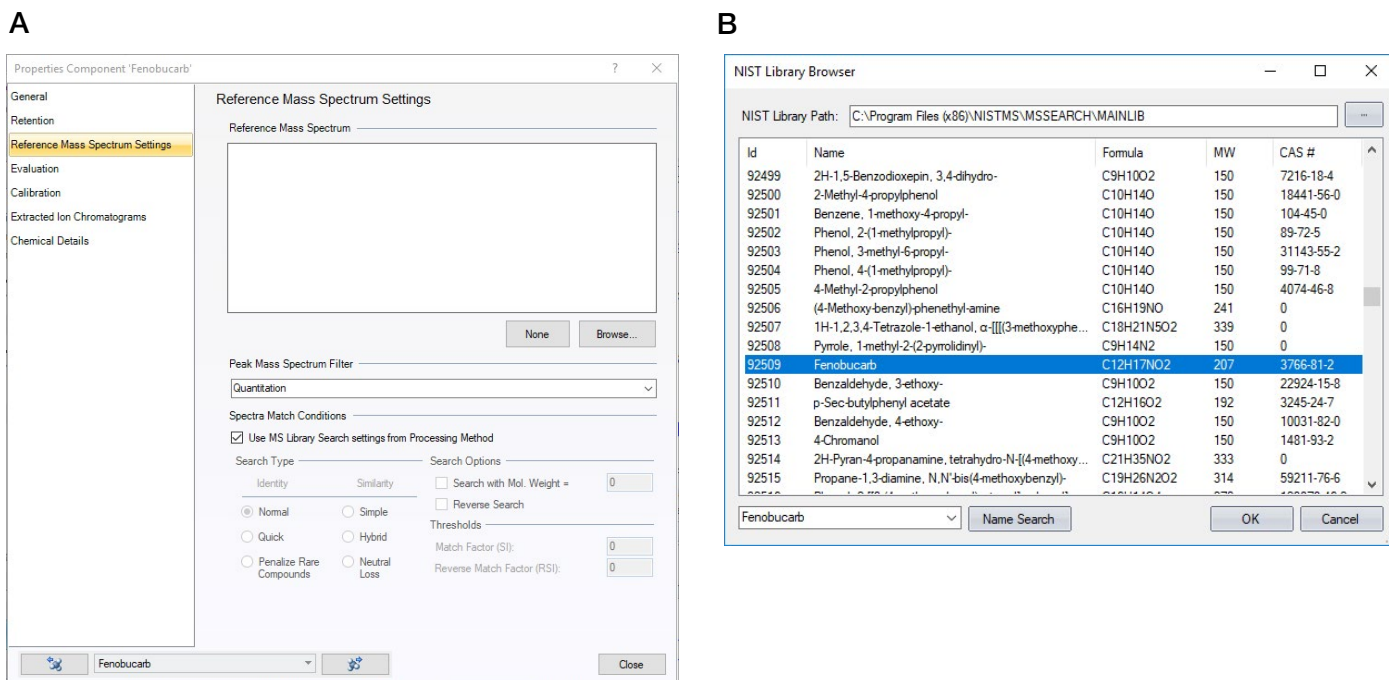 A
Properties Component 'Fenobucarb'
?
General
Retention
Reference Mass Spectrum Settings
Evaluation
Calibration
Extracted Ion Chromatograms
Chemical Details
Reference Mass Spectrum Settings
Reference Mass Spectrum
None Browse...
Peak Mass Spectrum Filter
Quantitation
Spectra Match Conditions
Use MS Library Search settings from Processing Method
Search Type Search Options
Identity Similarity Search with Mol. Weight = 0
Reverse Search
Normal Simple
Thresholds
Quick Hybrid
Match Factor (SI): 0
Penalize Rare Compounds Neutral Loss
Reverse Match Factor (RSI): 0
Fenobucarb
Close
B
NIST Library Browser
NIST Library Path: C:\Program Files (x86)\NISTMS\MSSEARCH\MAINLIB ...
Id Name Formula MW CAS #
92499 2H-1,5-Benzodioxepin, 3,4-dihydro- C9H10O2 150 7216-18-4
92500 2-Methyl-4-propylphenol C10H14O 150 18441-56-0
92501 Benzene, 1-methoxy-4-propyl- C10H14O 150 104-45-0
92502 Phenol, 2-(1-methylpropyl)- C10H14O 150 89-72-5
92503 Phenol, 3-methyl-6-propyl- C10H14O 150 31143-55-2
92504 Phenol, 4-(1-methylpropyl)- C10H14O 150 99-71-8
92505 4-Methyl-2-propylphenol C10H14O 150 4074-46-8
92506 (4-Methoxy-benzyl)-phenethyl-amine C16H19NO 241 0
92507 1H-1,2,3,4-Tetrazole-1-ethanol, α-[[[(3-methoxyphe... C18H21N5O2 339 0
92508 Pyrrole, 1-methyl-2-(2-pyrrolidinyl)- C9H14N2 150 0
92509 Fenobucarb C12H17NO2 207 3766-81-2
92510 Benzaldehyde, 3-ethoxy- C9H10O2 150 22924-15-8
92511 p-Sec-butylphenyl acetate C12H16O2 192 3245-24-7
92512 Benzaldehyde, 4-ethoxy- C9H10O2 150 10031-82-0
92513 4-Chromanol C9H10O2 150 1481-93-2
92514 2H-Pyran-4-propanamine, tetrahydro-N-[(4-methoxy... C21H35NO2 333 0
92515 Propane-1,3-diamine, N,N'-bis(4-methoxybenzyl)- C19H26N2O2 314 59211-76-6
Fenobucarb Name Search OK Cancel